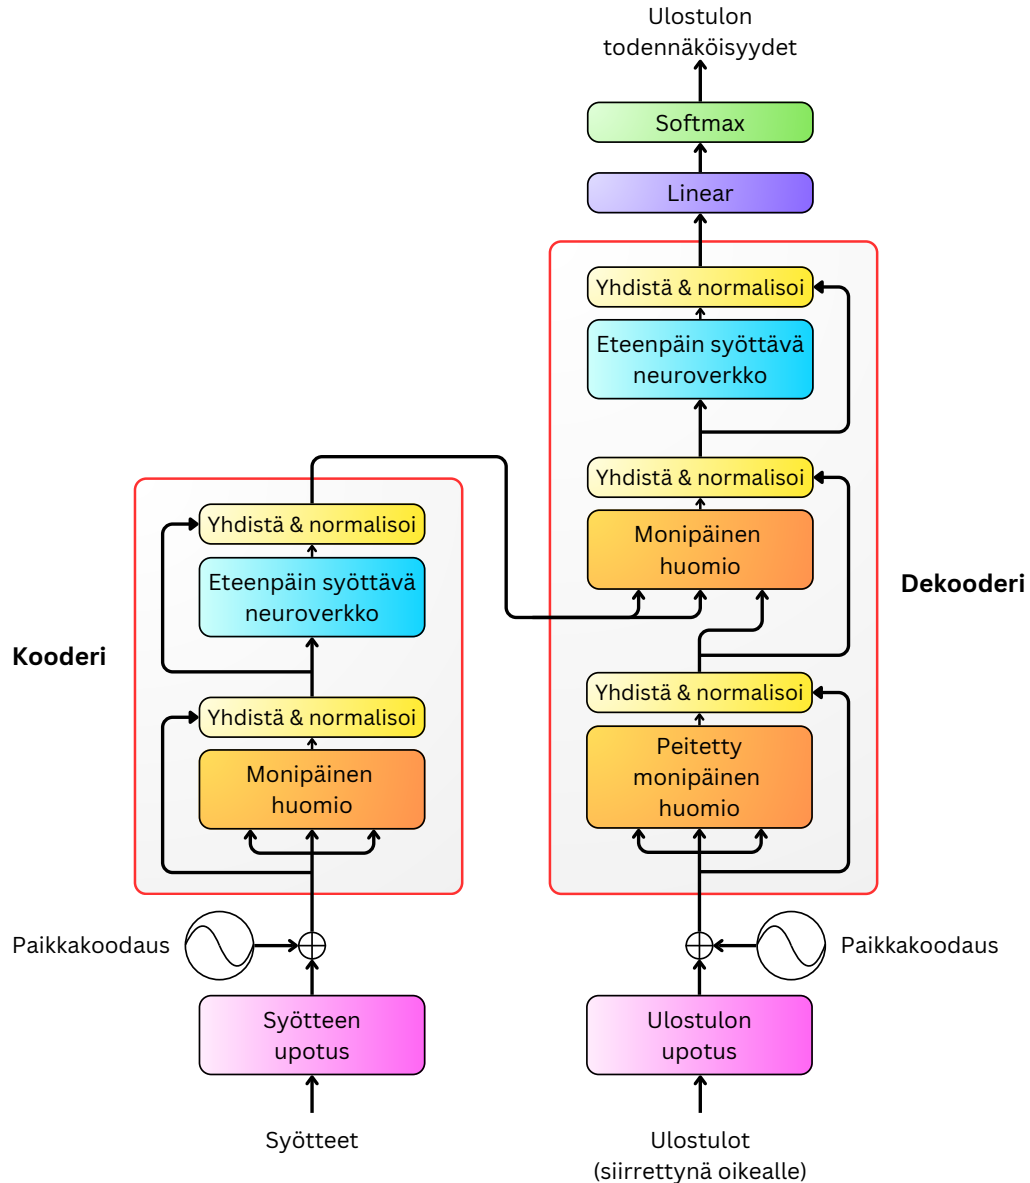 Ulostulon
todennäköisyydet
Softmax
Linear
Yhdistä & normalisoi
Eteenpäin syöttävä
neuroverkko
Yhdistä & normalisoi
Monipäinen
huomio
Dekooderi
Yhdistä & normalisoi
Peitetty
monipäinen
huomio
Yhdistä & normalisoi
Eteenpäin syöttävä
neuroverkko
Kooderi
Yhdistä & normalisoi
Monipäinen
huomio
Paikkakoodaus
Paikkakoodaus
Syötteen
upotus
Ulostulon
upotus
Syötteet
Ulostulot
(siirrettynä oikealle)